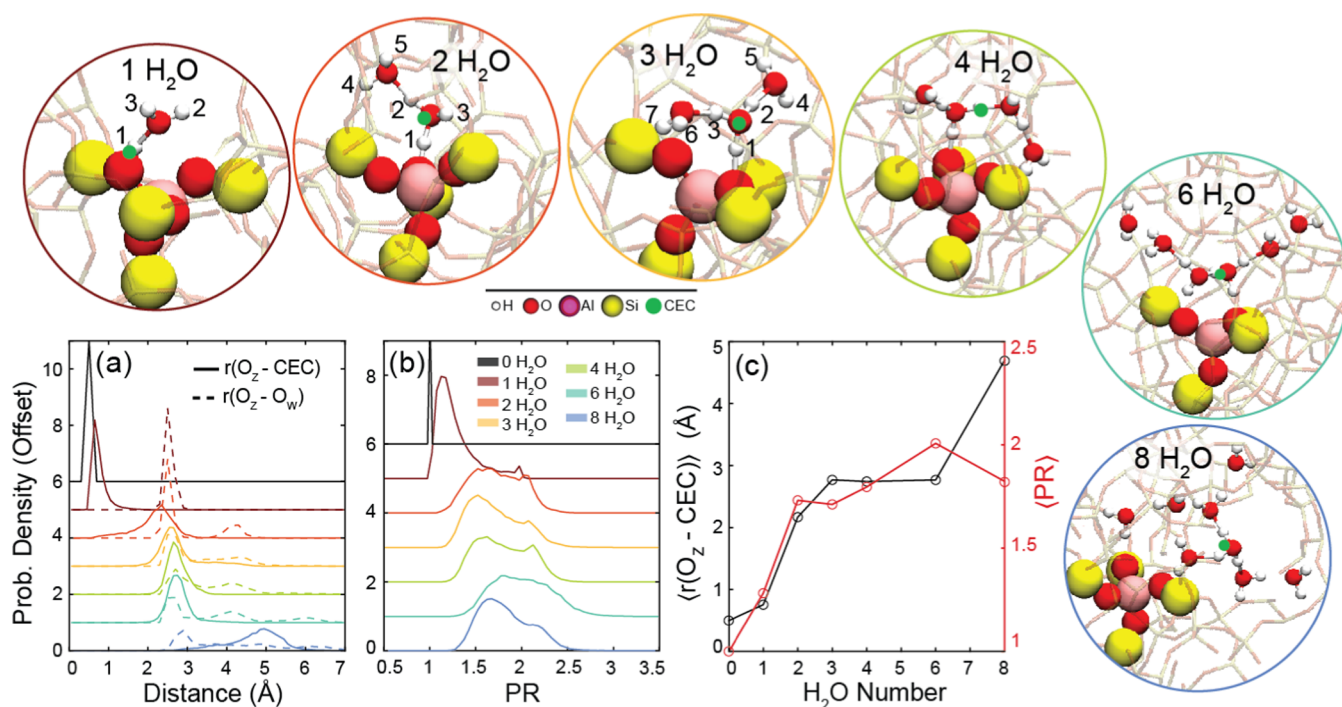 1 H₂O
3
2
1
2 H₂O
5
4
2
3
1
3 H₂O
5
7
3
2
4
6
1
4 H₂O
6 H₂O
8 H₂O
H O Al Si CEC
(a)
r(O_Z - CEC)
r(O_Z - O_W)
Prob. Density (Offset)
10
8
6
4
2
0
0 1 2 3 4 5 6 7
Distance (Å)
(b)
0 H₂O
1 H₂O
2 H₂O
3 H₂O
4 H₂O
6 H₂O
8 H₂O
8
6
4
2
0
0.5 1 1.5 2 2.5 3 3.5
PR
(c)
⟨r(O_Z - CEC)⟩ (Å)
5
4
3
2
1
0
0 1 2 3 4 5 6 7 8
H₂O Number
2.5
2
1.5
1
⟨PR⟩